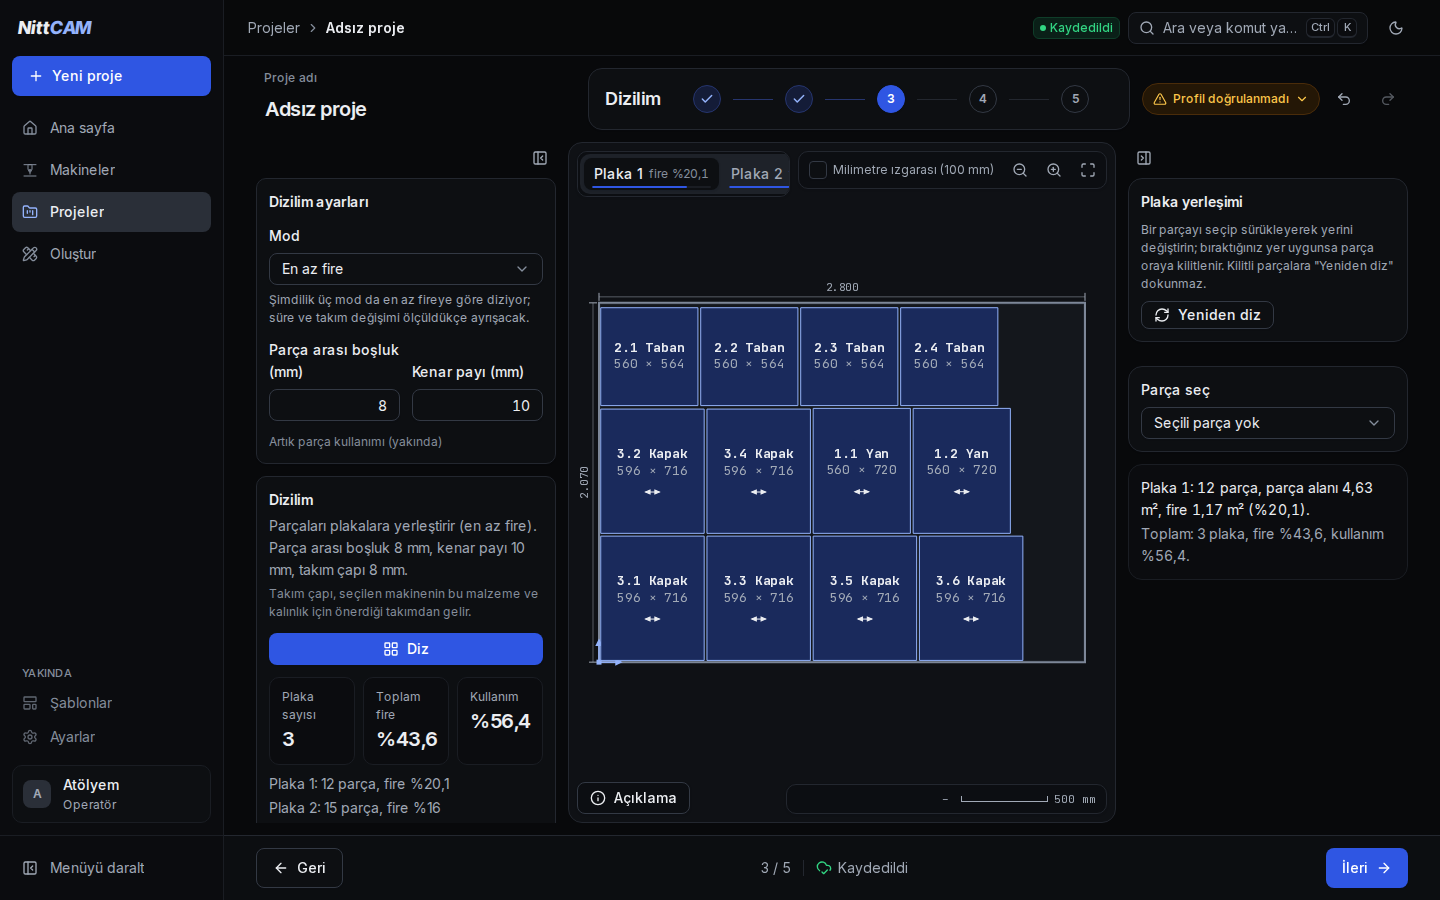 NittCAM
Yeni proje
Ana sayfa
Makineler
Projeler
Oluştur
YAKINDA
Şablonlar
Ayarlar
A
Atölyem
Operatör
Menüyü daralt
Projeler > Adsız proje
Kaydedildi
Ara veya komut ya...
Ctrl K
Proje adı
Adsız proje
Dizilim
3
4
5
Profil doğrulanmadı
Dizilim ayarları
Mod
En az fire
Şimdilik üç mod da en az fireye göre diziyor;
süre ve takım değişimi ölçüldükçe ayrışacak.
Parça arası boşluk
(mm)
Kenar payı (mm)
8
10
Artık parça kullanımı (yakında)
Dizilim
Parçaları plakalara yerleştirir (en az fire).
Parça arası boşluk 8 mm, kenar payı 10
mm, takım çapı 8 mm.
Takım çapı, seçilen makinenin bu malzeme ve
kalınlık için önerdiği takımdan gelir.
Diz
Plaka
sayısı
3
Toplam
fire
%43,6
Kullanım
%56,4
Plaka 1: 12 parça, fire %20,1
Plaka 2: 15 parça, fire %16
Plaka 1 fire %20,1
Plaka 2
Milimetre ızgarası (100 mm)
2.800
2.070
2.1 Taban
560 × 564
2.2 Taban
560 × 564
2.3 Taban
560 × 564
2.4 Taban
560 × 564
3.2 Kapak
596 × 716
3.4 Kapak
596 × 716
1.1 Yan
560 × 720
1.2 Yan
560 × 720
3.1 Kapak
596 × 716
3.3 Kapak
596 × 716
3.5 Kapak
596 × 716
3.6 Kapak
596 × 716
Açıklama
– 500 mm
Plaka yerleşimi
Bir parçayı seçip sürükleyerek yerini
değiştirin; bıraktığınız yer uygunsa parça
oraya kilitlenir. Kilitli parçalara "Yeniden diz"
dokunmaz.
Yeniden diz
Parça seç
Seçili parça yok
Plaka 1: 12 parça, parça alanı 4,63
m², fire 1,17 m² (%20,1).
Toplam: 3 plaka, fire %43,6, kullanım
%56,4.
Geri
3 / 5
Kaydedildi
İleri